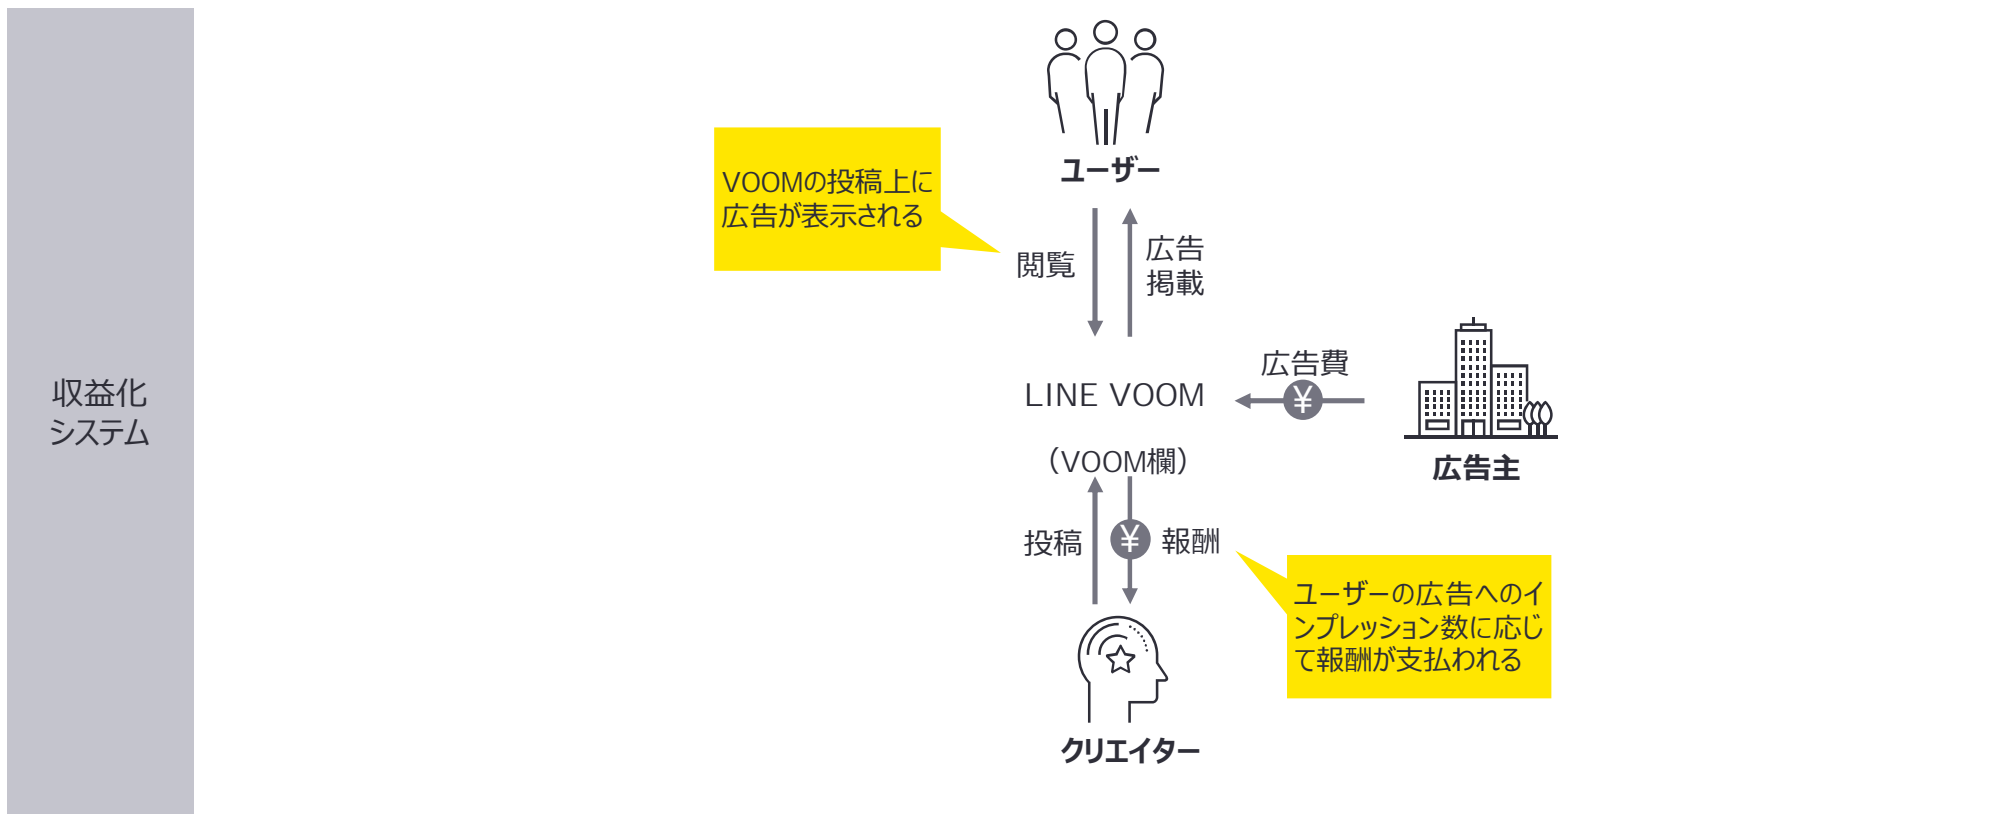 収益化
システム
ユーザー
VOOMの投稿上に
広告が表示される
閲覧
広告
掲載
広告費
¥
LINE VOOM
（VOOM欄）
広告主
投稿
¥
報酬
ユーザーの広告へのイ
ンプレッション数に応じ
て報酬が支払われる
クリエイター